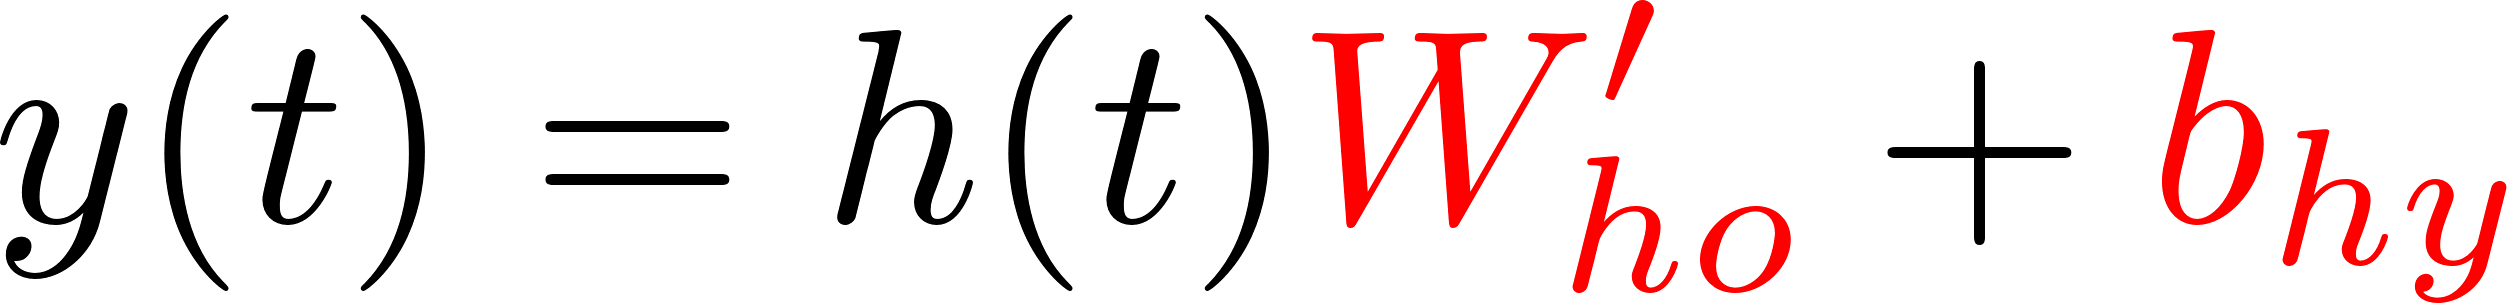 y(t) = h(t)W'_{ho} + b_{hy}